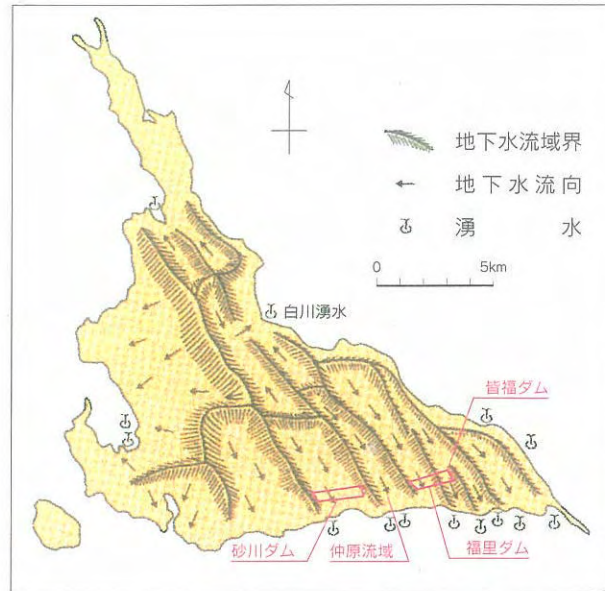 地下水流域界
地下水流向
湧水
0 5km
白川湧水
皆福ダム
砂川ダム
仲原流域
福里ダム